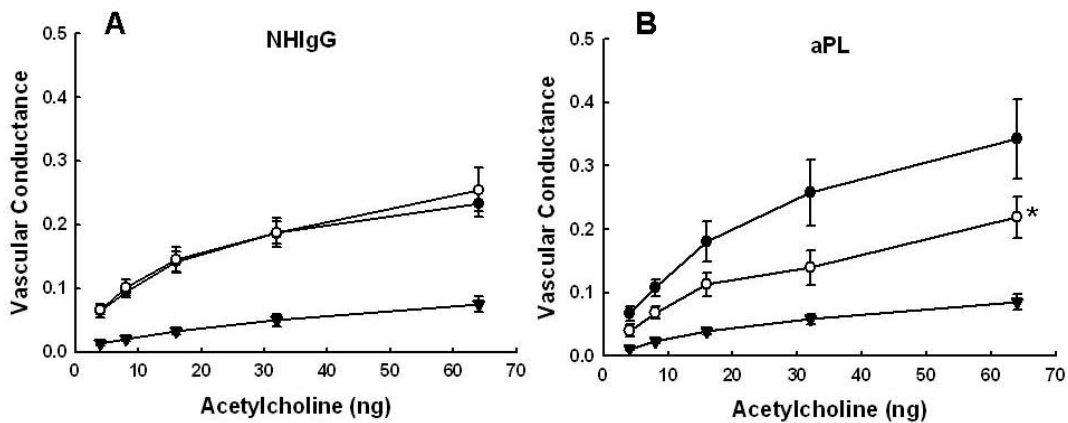 A
NHIgG
0.5
0.4
0.3
0.2
0.1
0.0
Vascular Conductance
0 10 20 30 40 50 60 70
Acetylcholine (ng)
B
aPL
0.5
0.4
0.3
0.2
0.1
0.0
Vascular Conductance
*
0 10 20 30 40 50 60 70
Acetylcholine (ng)